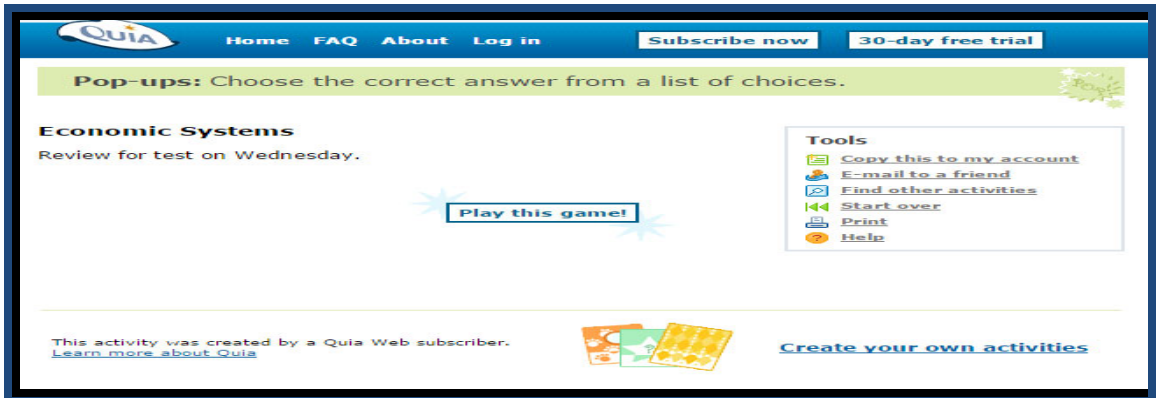 QUIA Home FAQ About Log in Subscribe now 30-day free trial
Pop-ups: Choose the correct answer from a list of choices.
POP!
Economic Systems
Review for test on Wednesday.
Play this game!
Tools
Copy this to my account
E-mail to a friend
Find other activities
Start over
Print
Help
This activity was created by a Quia Web subscriber.
Learn more about Quia
Create your own activities